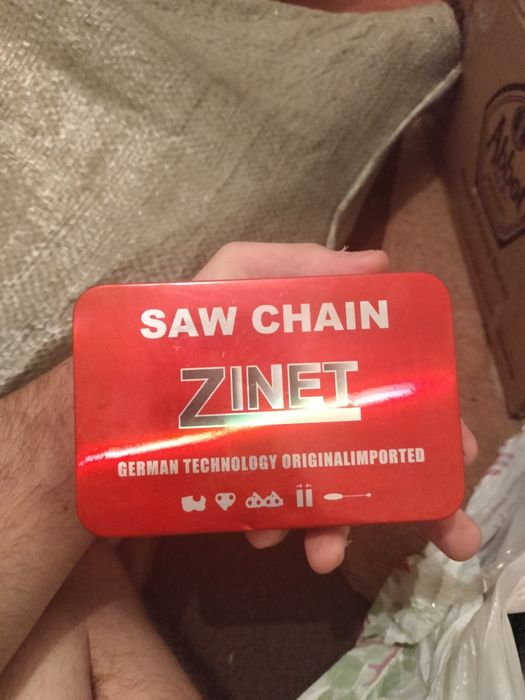 SAW CHAIN
ZINET
GERMAN TECHNOLOGY ORIGINALIMPORTED